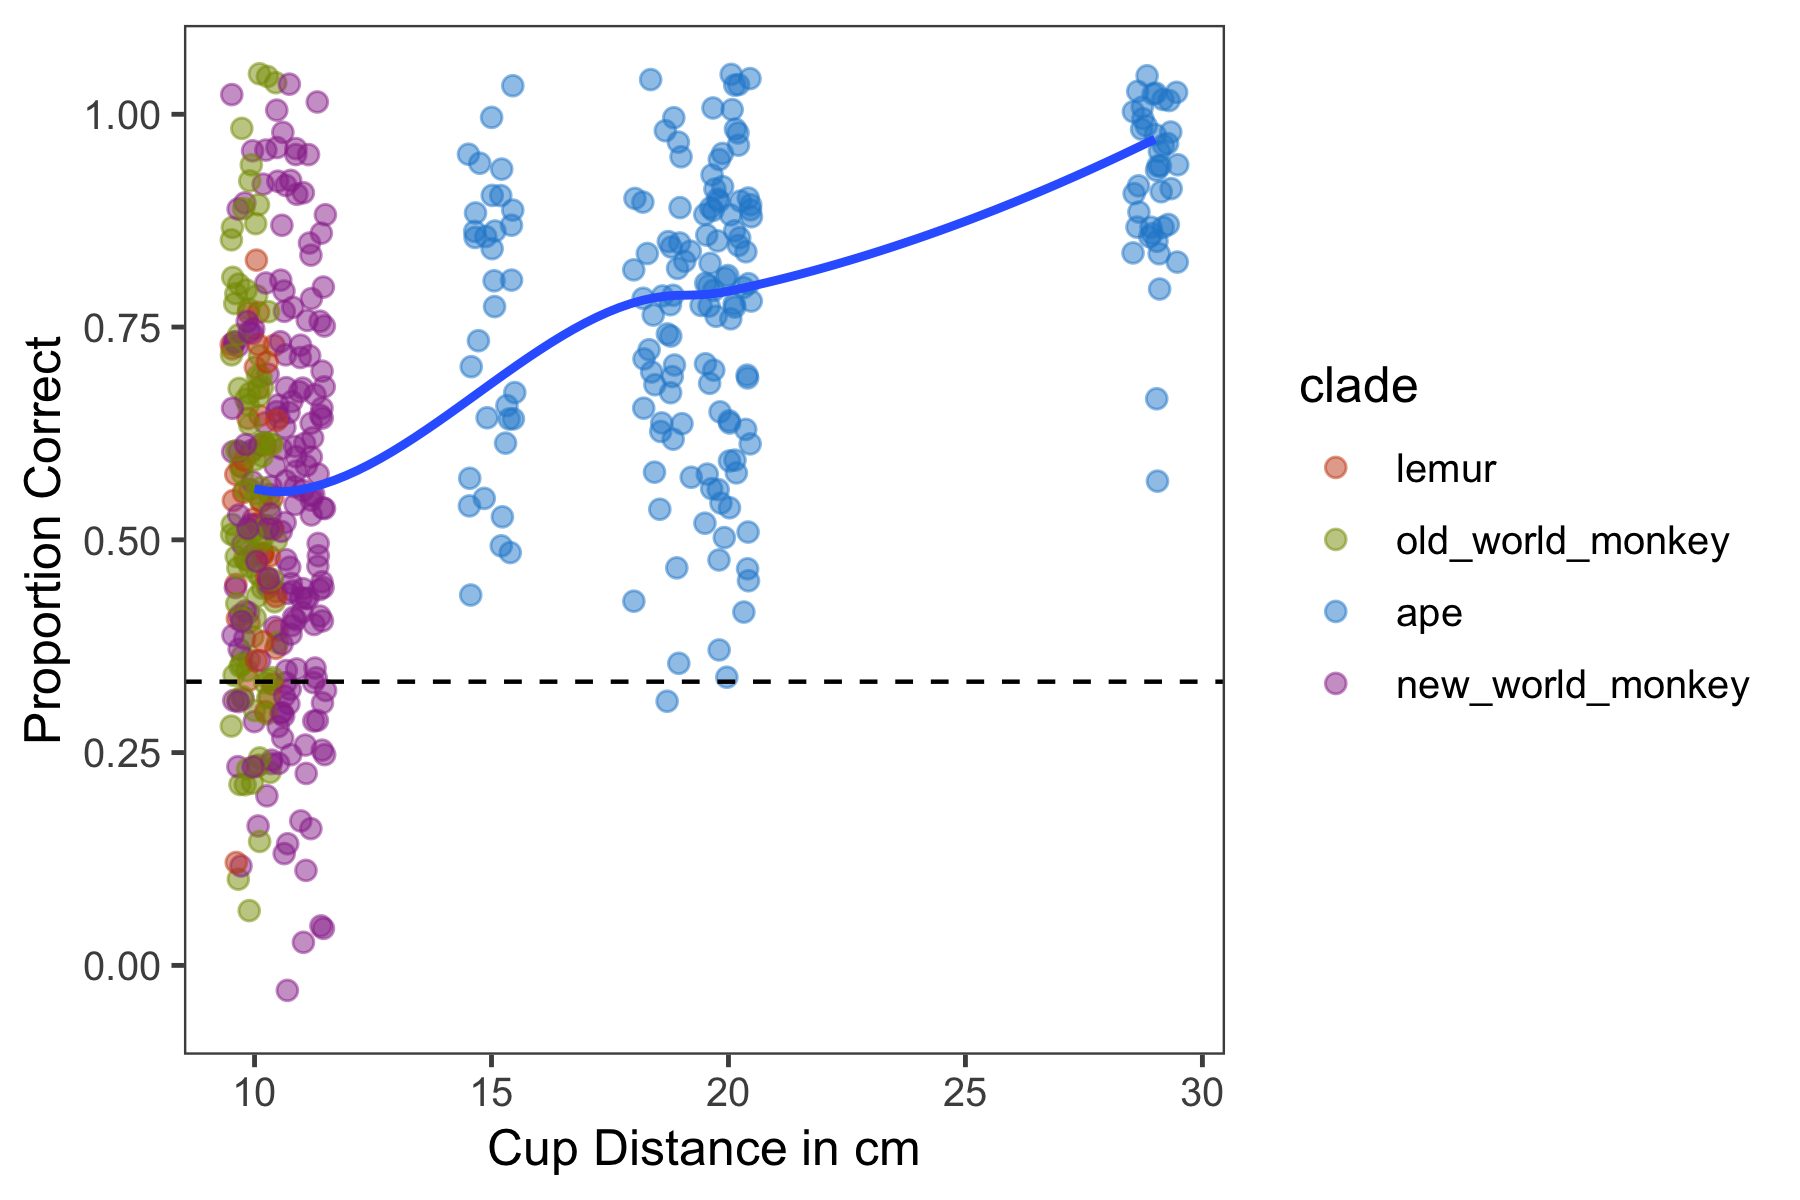 Proportion Correct
1.00
0.75
0.50
0.25
0.00
10 15 20 25 30
Cup Distance in cm
clade
lemur
old_world_monkey
ape
new_world_monkey